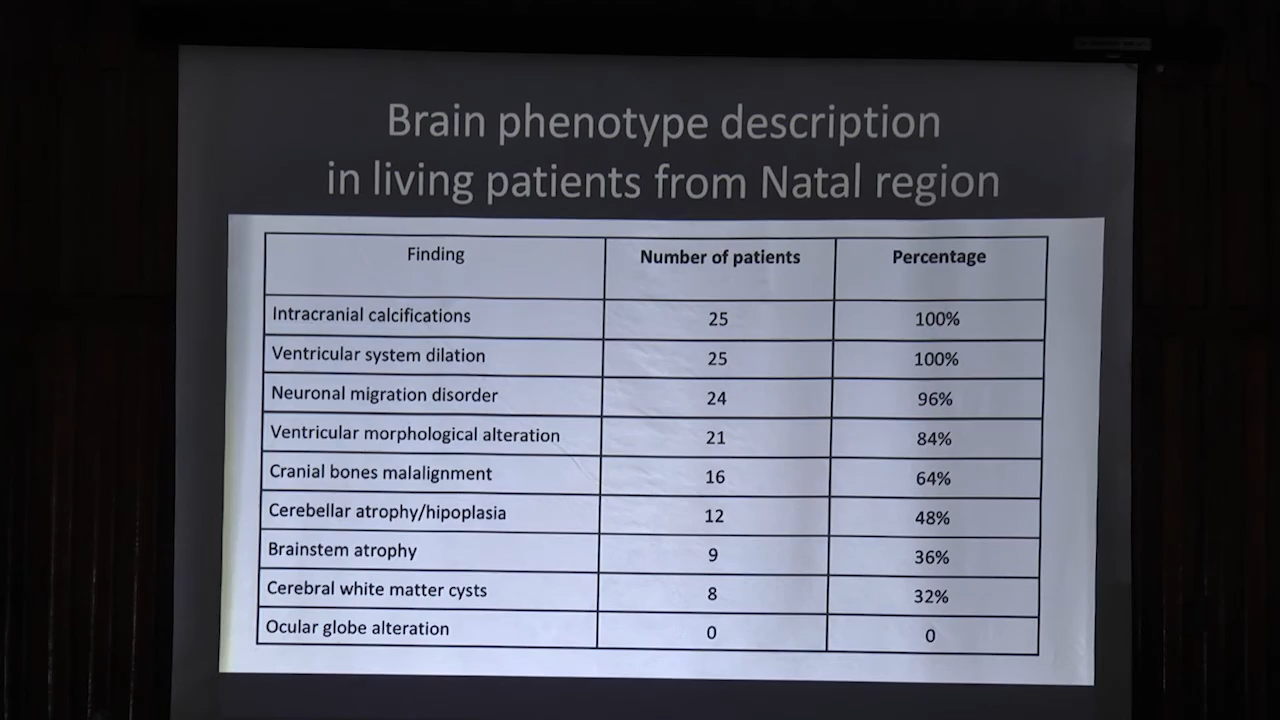 Brain phenotype description
in living patients from Natal region
Finding Number of patients Percentage
Intracranial calcifications 25 100%
Ventricular system dilation 25 100%
Neuronal migration disorder 24 96%
Ventricular morphological alteration 21 84%
Cranial bones malalignment 16 64%
Cerebellar atrophy/hipoplasia 12 48%
Brainstem atrophy 9 36%
Cerebral white matter cysts 8 32%
Ocular globe alteration 0 0